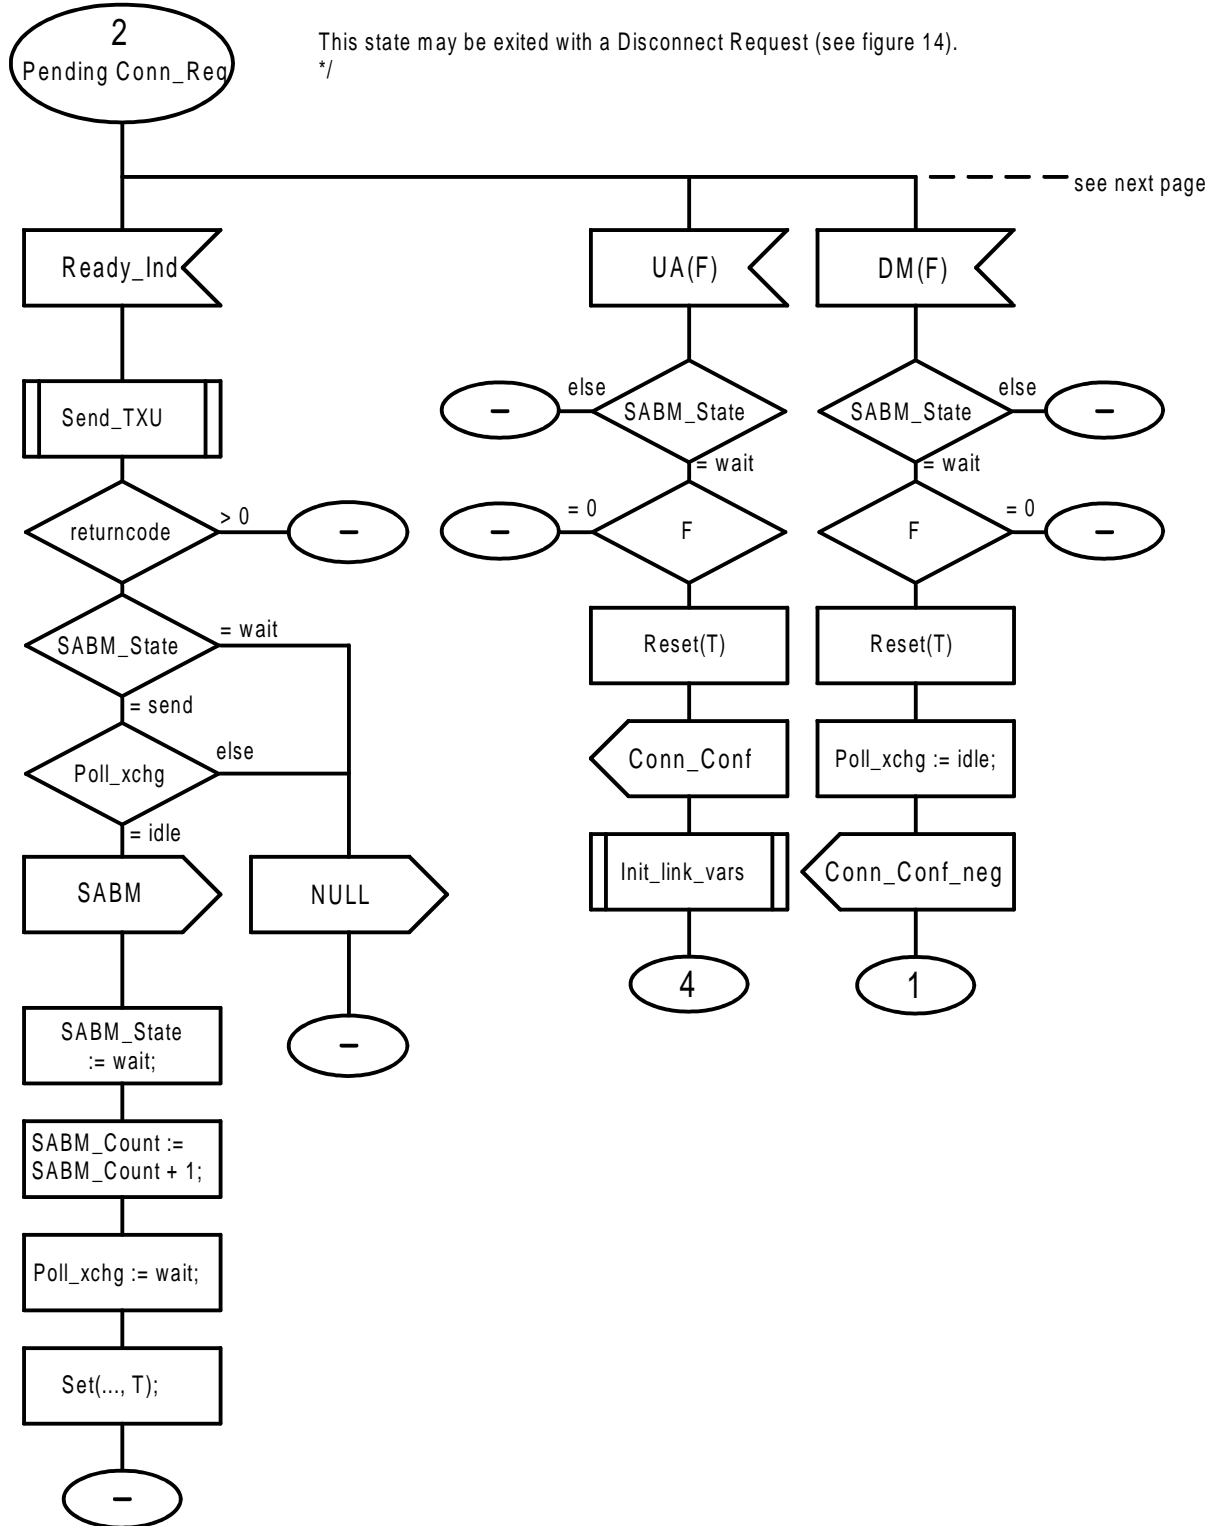 2
Pending Conn_Req
This state may be exited with a Disconnect Request (see figure 14).
*/
see next page
Ready_Ind
UA(F)
DM(F)
Send_TXU
else
–
SABM_State
= wait
SABM_State
else
–
= wait
returncode
> 0
–
–
= 0
F
F
= 0
–
SABM_State
= wait
= send
Reset(T)
Reset(T)
Poll_xchg
else
= idle
Conn_Conf
Poll_xchg := idle;
SABM
NULL
Init_link_vars
Conn_Conf_neg
4
1
SABM_State
:= wait;
–
SABM_Count :=
SABM_Count + 1;
Poll_xchg := wait;
Set(..., T);
–